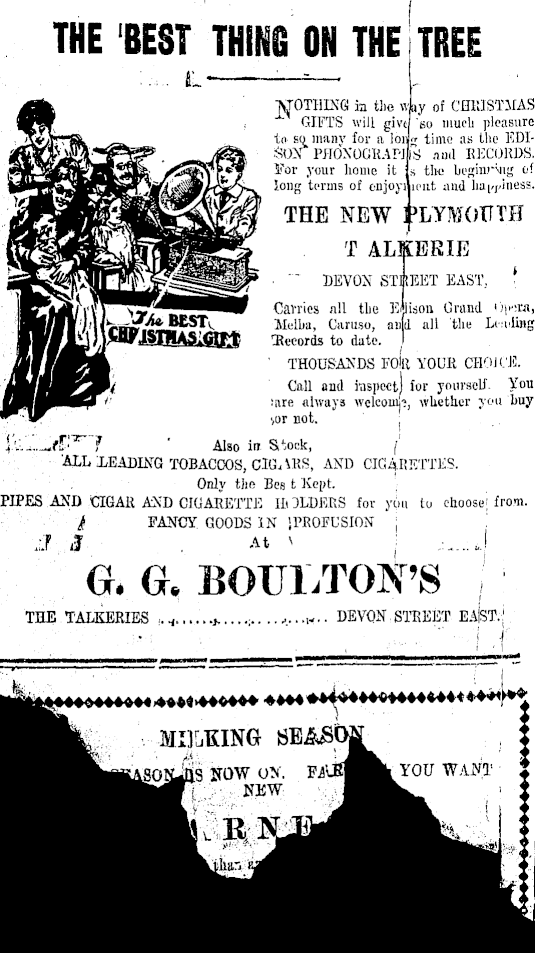 THE BEST THING ON THE TREE
NOTHING in the way of CHRISTMAS
GIFTS will give so much pleasure
to so many for a long time as the EDI-
SON PHONOGRAPHS and RECORDS.
For your home it is the beginning of
long terms of enjoyment and happiness.
THE NEW PLYMOUTH
TALKERIE
DEVON STREET EAST,
Carries all the Edison Grand Opera,
Melba, Caruso, and all the Leading
Records to date.
THOUSANDS FOR YOUR CHOICE.
Call and inspect for yourself. You
are always welcome, whether you buy
or not.
The BEST
CHRISTMAS GIFT
Also in Stock,
ALL LEADING TOBACCOS, CIGARS, AND CIGARETTES.
Only the Best Kept.
PIPES AND CIGAR AND CIGARETTE HOLDERS for you to choose from.
FANCY GOODS IN PROFUSION
At
G. G. BOULTON'S
THE TALKERIES .................... DEVON STREET EAST.
MILKING SEASON
SEASON IS NOW ON. YOU WANT
NEW
RNE
than